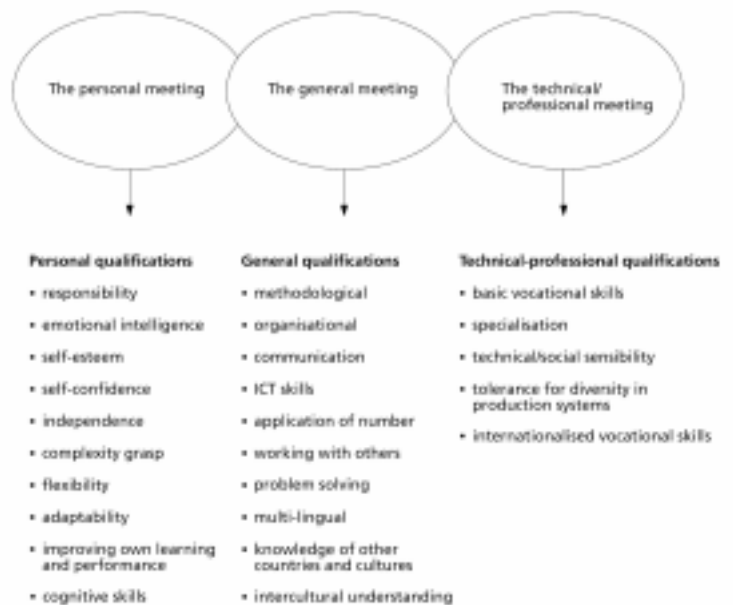 The personal meeting
The general meeting
The technical/
professional meeting
Personal qualifications
• responsibility
• emotional intelligence
• self-esteem
• self-confidence
• independence
• complexity grasp
• flexibility
• adaptability
• improving own learning
and performance
• cognitive skills
General qualifications
• methodological
• organisational
• communication
• ICT skills
• application of number
• working with others
• problem solving
• multi-lingual
• knowledge of other
countries and cultures
• intercultural understanding
Technical-professional qualifications
• basic vocational skills
• specialisation
• technical/social sensibility
• tolerance for diversity in
production systems
• internationalised vocational skills